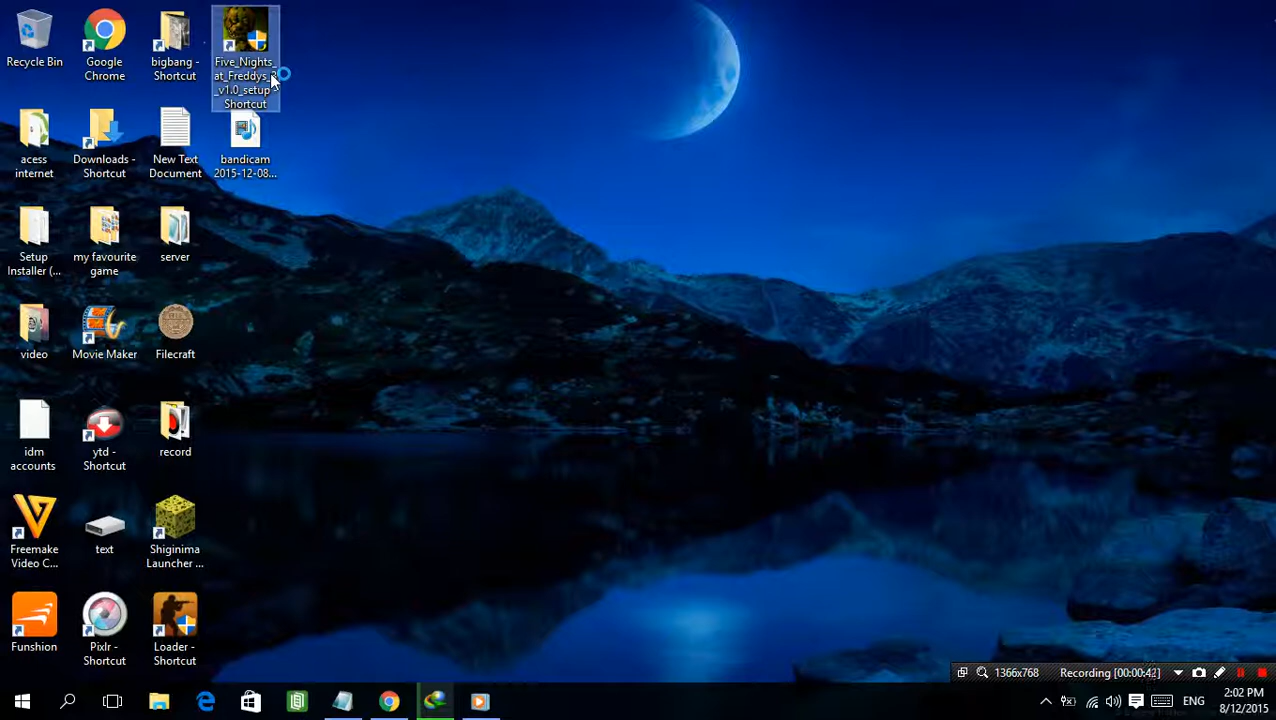 Recycle Bin
Google
Chrome
bigbang -
Shortcut
Five_Nights_
at_Freddys_3
_v1.0_setup -
Shortcut
acess
internet
Downloads -
Shortcut
New Text
Document
bandicam
2015-12-08...
Setup
Installer (...
my favourite
game
server
video
Movie Maker
Filecraft
idm
accounts
ytd -
Shortcut
record
Freemake
Video C...
text
Shiginima
Launcher ...
Funshion
Pixlr -
Shortcut
Loader -
Shortcut
1366x768
Recording [00:00:42]
ENG
2:02 PM
8/12/2015